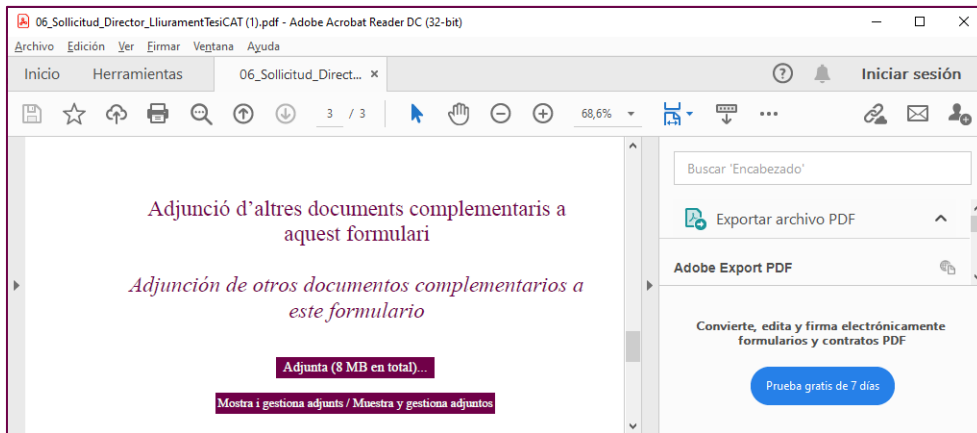 06_Sollicitud_Director_LliuramentTesiCAT (1).pdf - Adobe Acrobat Reader DC (32-bit)
Archivo Edición Ver Firmar Ventana Ayuda
Inicio Herramientas 06_Sollicitud_Direct... × Iniciar sesión
3 / 3 68,6%
Buscar 'Encabezado'
Exportar archivo PDF
Adobe Export PDF
Convierte, edita y firma electrónicamente
formularios y contratos PDF
Prueba gratis de 7 días
Adjunció d'altres documents complementaris a
aquest formulari
Adjunción de otros documentos complementarios a
este formulario
Adjunta (8 MB en total)...
Mostra i gestiona adjunts / Muestra y gestiona adjuntos